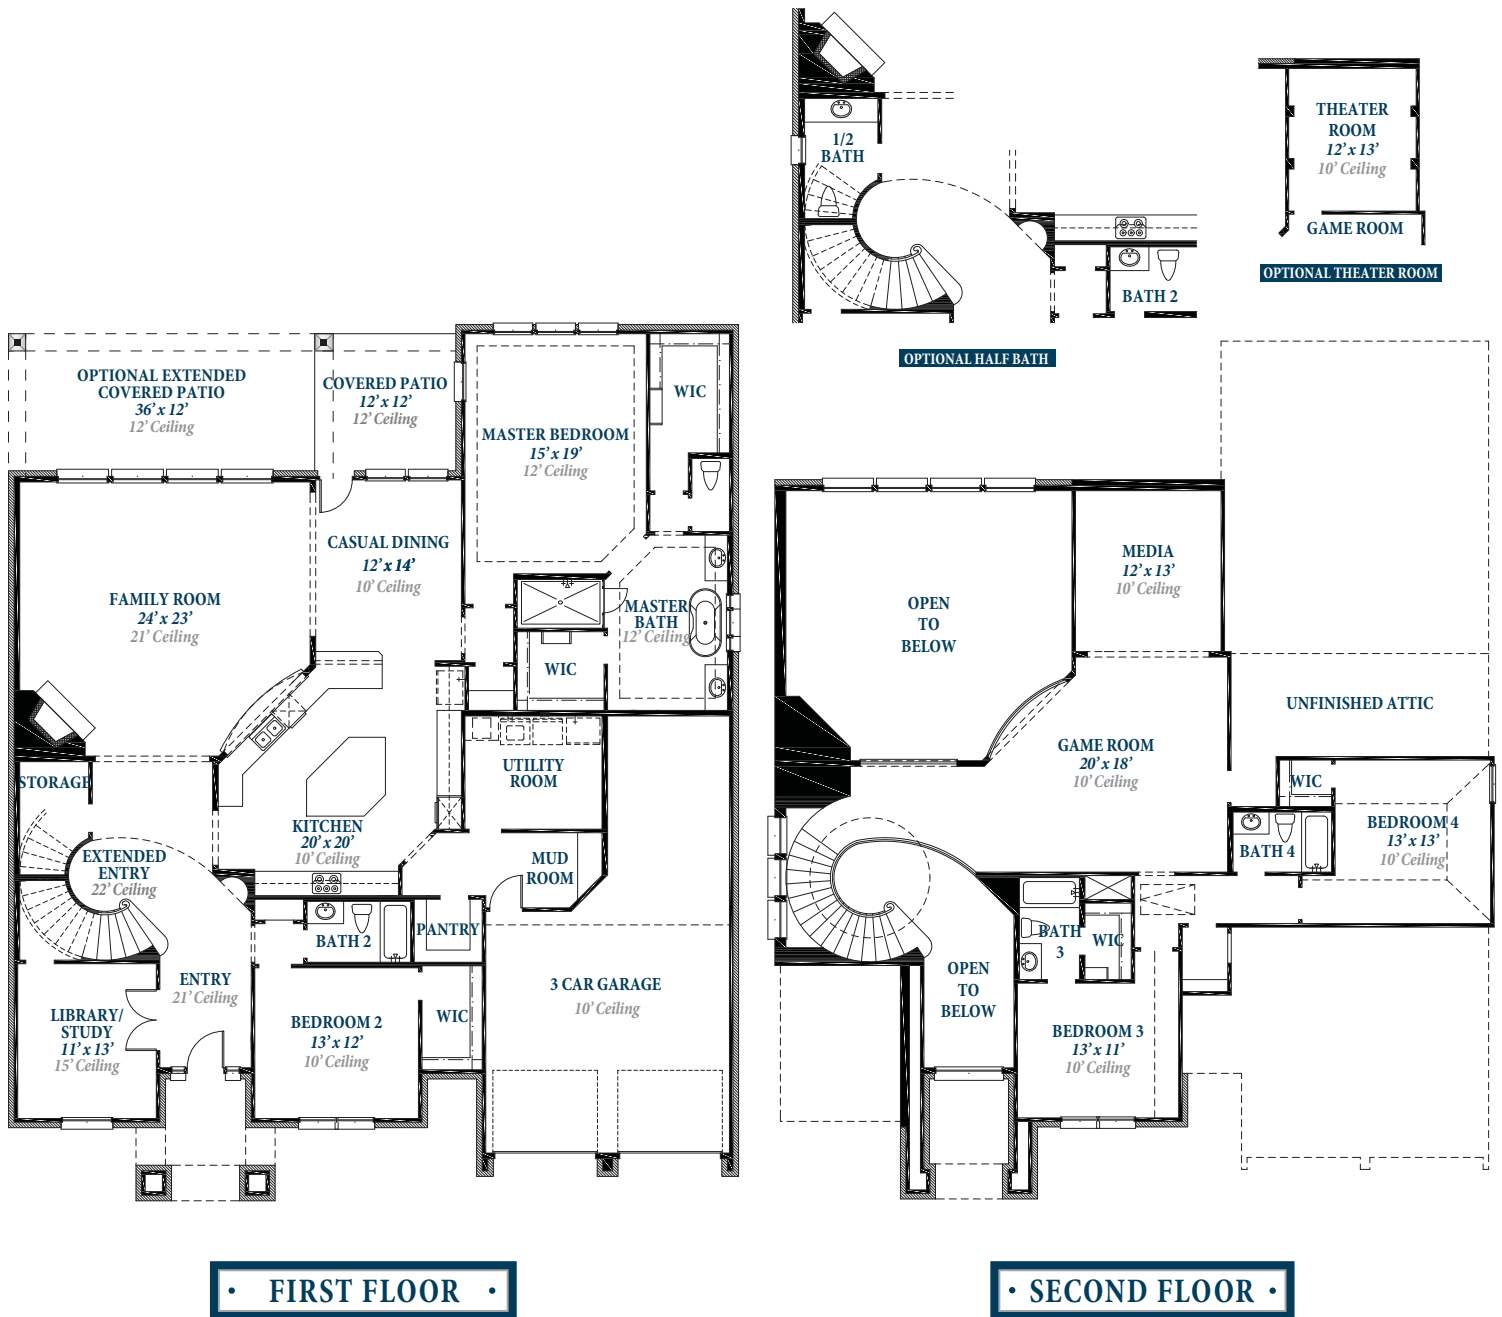 1/2
BATH
BATH 2
OPTIONAL HALF BATH
THEATER
ROOM
12' x 13'
10' Ceiling
GAME ROOM
OPTIONAL THEATER ROOM
OPTIONAL EXTENDED
COVERED PATIO
36' x 12'
12' Ceiling
COVERED PATIO
12' x 12'
12' Ceiling
MASTER BEDROOM
15' x 19'
12' Ceiling
WIC
CASUAL DINING
12' x 14'
10' Ceiling
FAMILY ROOM
24' x 23'
21' Ceiling
MASTER
BATH
12' Ceiling
WIC
STORAGE
UTILITY
ROOM
KITCHEN
20' x 20'
10' Ceiling
EXTENDED
ENTRY
22' Ceiling
MUD
ROOM
BATH 2
PANTRY
ENTRY
21' Ceiling
3 CAR GARAGE
10' Ceiling
LIBRARY/
STUDY
11' x 13'
15' Ceiling
BEDROOM 2
13' x 12'
10' Ceiling
WIC
FIRST FLOOR
OPEN
TO
BELOW
MEDIA
12' x 13'
10' Ceiling
UNFINISHED ATTIC
GAME ROOM
20' x 18'
10' Ceiling
WIC
BEDROOM 4
13' x 13'
10' Ceiling
BATH 4
BATH
3
WIC
OPEN
TO
BELOW
BEDROOM 3
13' x 11'
10' Ceiling
SECOND FLOOR